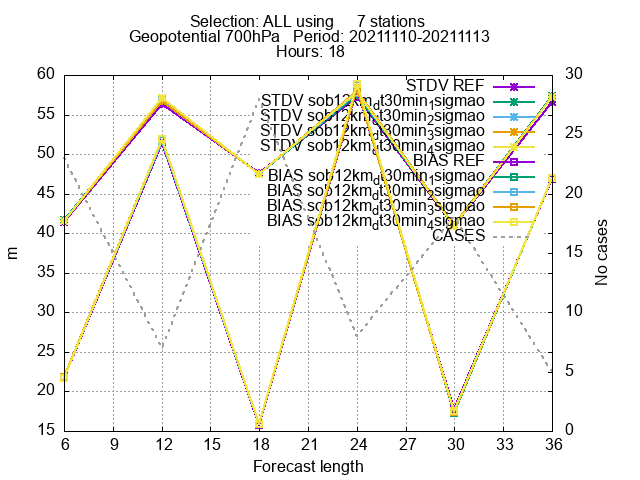 Selection: ALL using     7 stations
Geopotential 700hPa   Period: 20211110-20211113
Hours: 18
STDV REF
STDV sob12km_dt30min_1sigmao
STDV sob12km_dt30min_2sigmao
STDV sob12km_dt30min_3sigmao
STDV sob12km_dt30min_4sigmao
BIAS REF
BIAS sob12km_dt30min_1sigmao
BIAS sob12km_dt30min_2sigmao
BIAS sob12km_dt30min_3sigmao
BIAS sob12km_dt30min_4sigmao
CASES
60
55
50
45
40
35
30
25
20
15
m
30
25
20
15
10
5
0
No cases
6 9 12 15 18 21 24 27 30 33 36
Forecast length